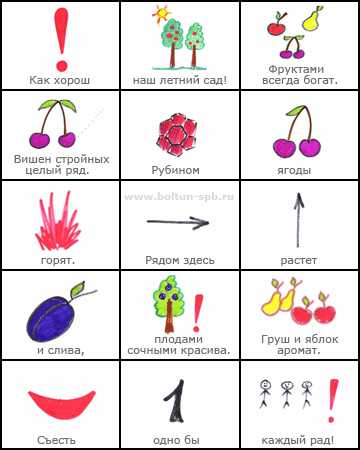 Как хорош
наш летний сад!
Фруктами
всегда богат.
Вишен стройных
целый ряд.
Рубином
ягоды
www.boltun-spb.ru
горят.
Рядом здесь
растет
и слива,
плодами
сочными красива.
Груш и яблок
аромат.
Съесть
одно бы
каждый рад!